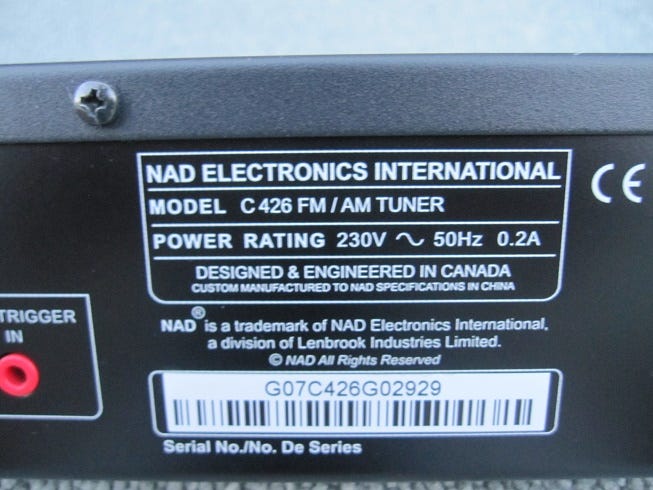 NAD ELECTRONICS INTERNATIONAL
MODEL C 426 FM / AM TUNER
POWER RATING 230V ∿ 50Hz 0.2A
DESIGNED & ENGINEERED IN CANADA
CUSTOM MANUFACTURED TO NAD SPECIFICATIONS IN CHINA
CE
TRIGGER
IN
NAD® is a trademark of NAD Electronics International,
a division of Lenbrook Industries Limited.
© NAD All Rights Reserved
G07C426G02929
Serial No./No. De Series